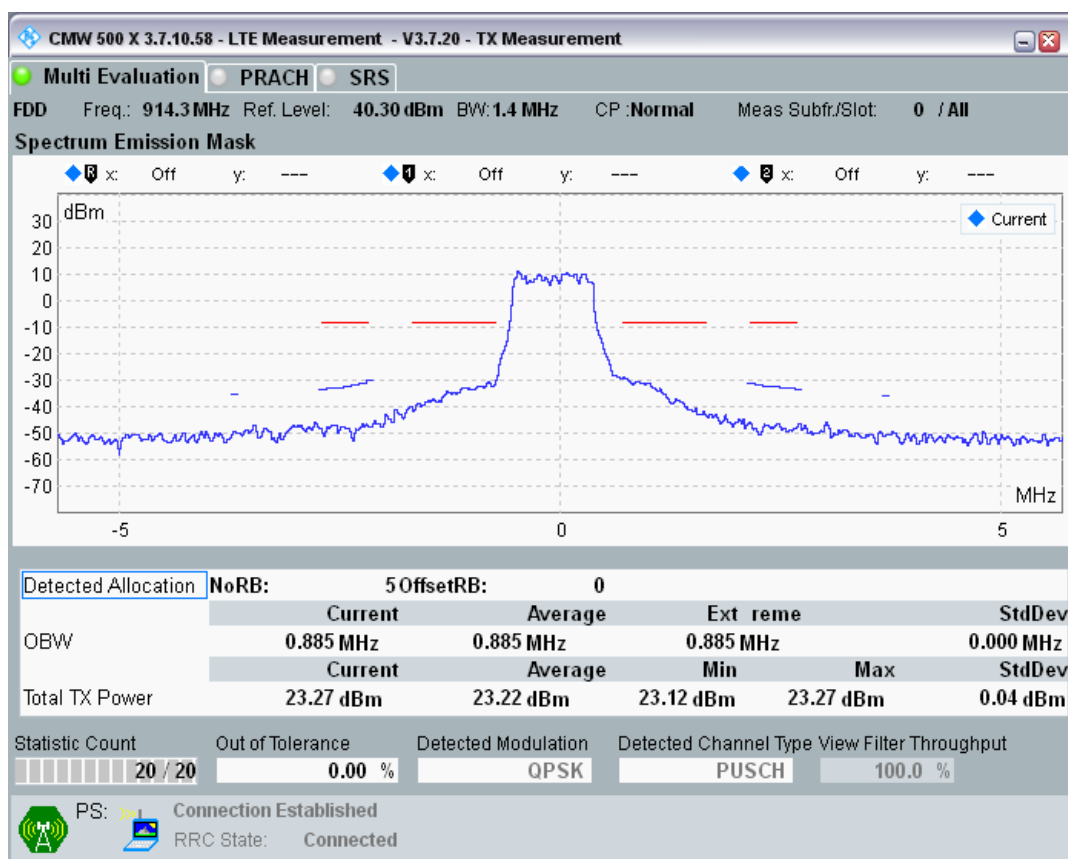 CMW 500 X 3.7.10.58 - LTE Measurement - V3.7.20 - TX Measurement
Multi Evaluation PRACH SRS
FDD Freq.: 914.3 MHz Ref. Level: 40.30 dBm BW: 1.4 MHz CP :Normal Meas Subfr./Slot: 0 / All
Spectrum Emission Mask
R x: Off y: --- 1 x: Off y: --- 2 x: Off y: ---
dBm
Current
30
20
10
0
-10
-20
-30
-40
-50
-60
-70
MHz
-5 0 5
Detected Allocation NoRB: 5 OffsetRB: 0
Current Average Ext reme StdDev
OBW 0.885 MHz 0.885 MHz 0.885 MHz 0.000 MHz
Current Average Min Max StdDev
Total TX Power 23.27 dBm 23.22 dBm 23.12 dBm 23.27 dBm 0.04 dBm
Statistic Count Out of Tolerance Detected Modulation Detected Channel Type View Filter Throughput
20 / 20 0.00 % QPSK PUSCH 100.0 %
PS: Connection Established
RRC State: Connected